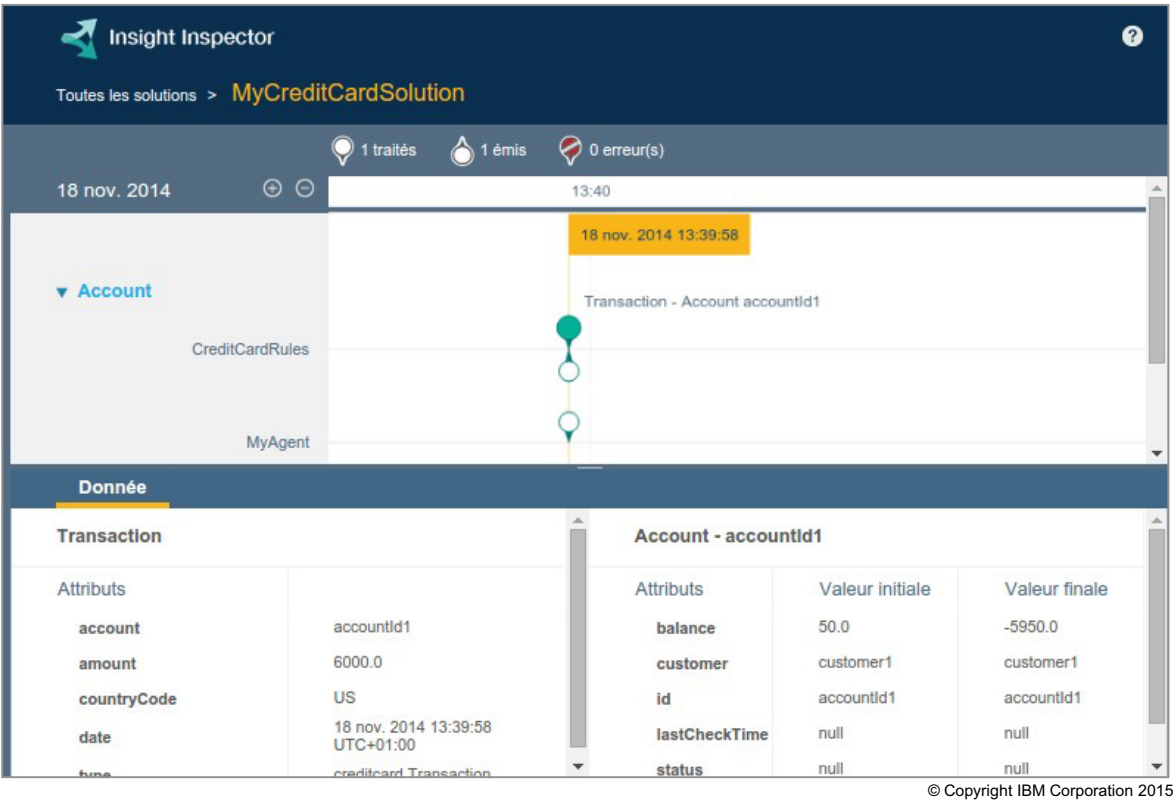 Insight Inspector
?
Toutes les solutions > MyCreditCardSolution
1 traités 1 émis 0 erreur(s)
18 nov. 2014 13:40
18 nov. 2014 13:39:58
Account
Transaction - Account accountId1
CreditCardRules
MyAgent
Donnée
Transaction
Attributs
account accountId1
amount 6000.0
countryCode US
date 18 nov. 2014 13:39:58
UTC+01:00
type creditcard.Transaction
Account - accountId1
Attributs Valeur initiale Valeur finale
balance 50.0 -5950.0
customer customer1 customer1
id accountId1 accountId1
lastCheckTime null null
status null null
© Copyright IBM Corporation 2015